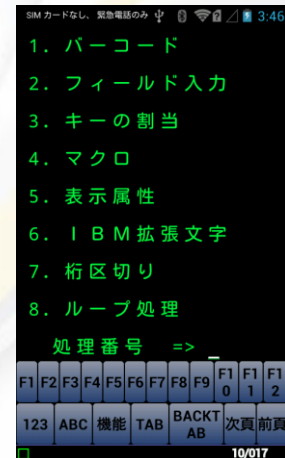 SIM カードなし、 緊急電話のみ 3:46
1. バーコード
2. フィールド入力
3. キーの割当
4. マクロ
5. 表示属性
6. IBM拡張文字
7. 桁区切り
8. ループ処理
処理番号 => _
F1 F2 F3 F4 F5 F6 F7 F8 F9 F10 F11 F12
123 ABC 機能 TAB BACKTAB 次頁 前頁
10/017